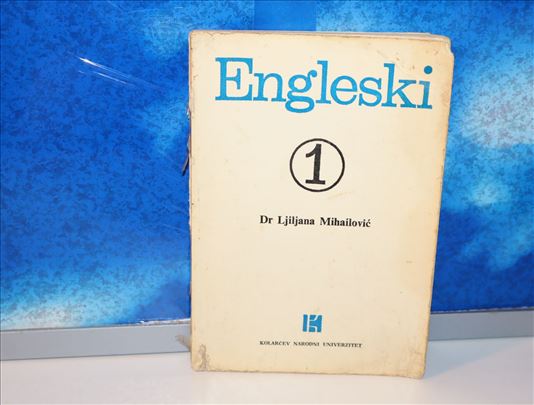 Engleski
1
Dr Ljiljana Mihailović
KOLARČEV NARODNI UNIVERZITET